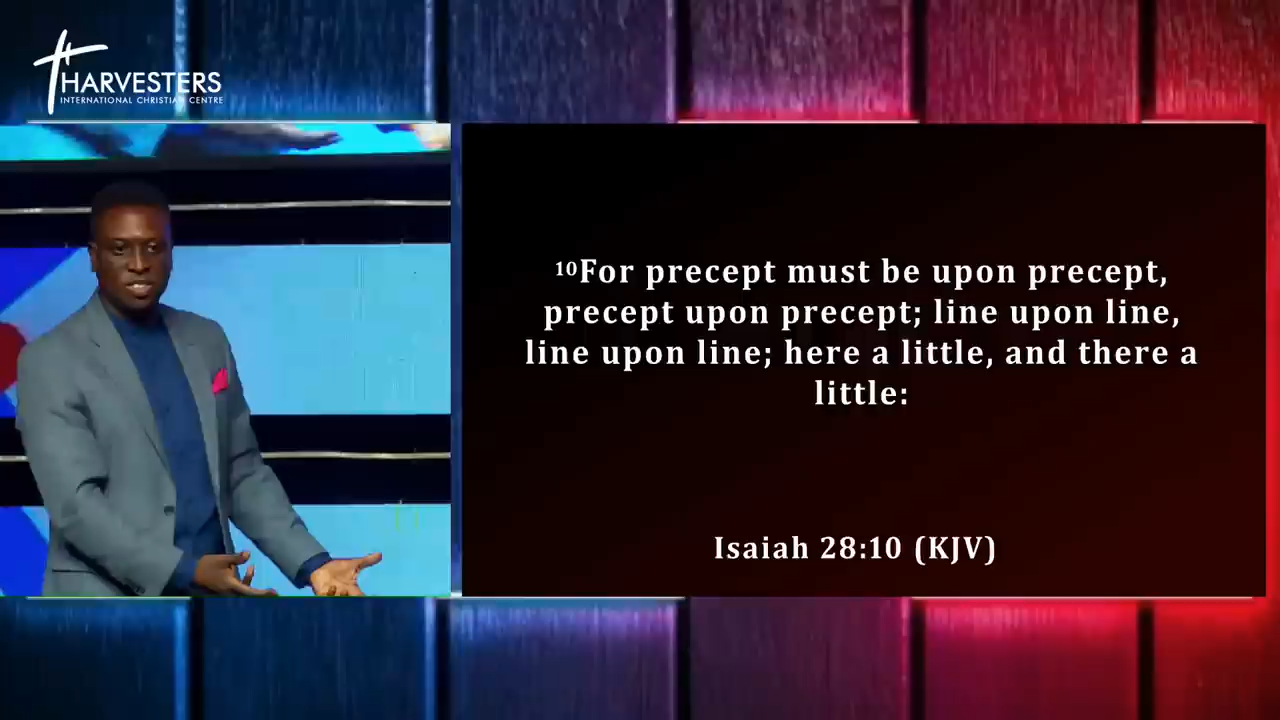 HARVESTERS
INTERNATIONAL CHRISTIAN CENTRE
¹⁰For precept must be upon precept,
precept upon precept; line upon line,
line upon line; here a little, and there a
little:
Isaiah 28:10 (KJV)